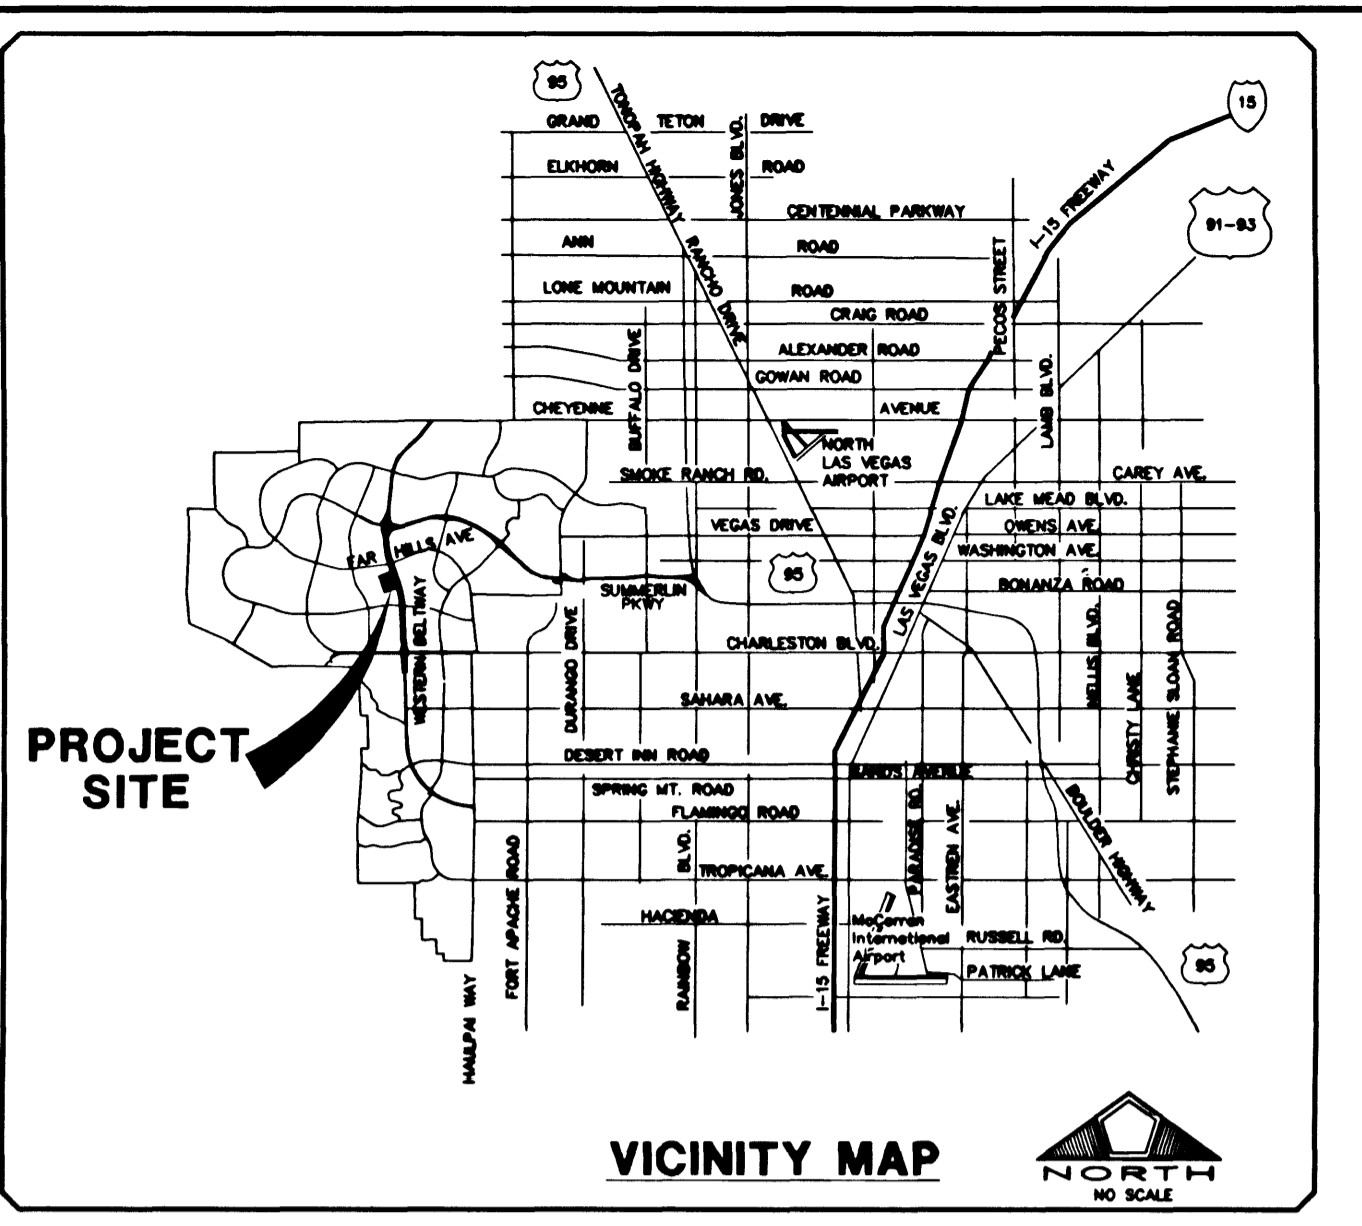 95
15
TONOPAH HIGHWAY
GRAND TETON DRIVE
JONES BLVD.
ELKHORN ROAD
I-15 FREEWAY
CENTENNIAL PARKWAY
91-93
ANN ROAD
RANCHO DRIVE
PECOS STREET
LONE MOUNTAIN ROAD
CRAIG ROAD
BUFFALO DRIVE
ALEXANDER ROAD
LAMB BLVD.
GOWAN ROAD
CHEYENNE AVENUE
NORTH
LAS VEGAS
AIRPORT
SMOKE RANCH RD.
CAREY AVE.
LAKE MEAD BLVD.
VEGAS DRIVE
LAS VEGAS BLVD.
OWENS AVE.
FAR HILLS AVE
WASHINGTON AVE.
95
BONANZA ROAD
SUMMERLIN
PKWY
WESTERN BELTWAY
DURANGO DRIVE
CHARLESTON BLVD.
NELLIS BLVD.
CHRISTY LANE
STEPHANIE SLOAN ROAD
SAHARA AVE.
PROJECT
SITE
DESERT INN ROAD
SANDS AVENUE
SPRING MT. ROAD
FLAMINGO ROAD
PARADISE RD.
EASTREN AVE.
BOULDER HIGHWAY
FORT APACHE ROAD
RAINBOW BLVD.
TROPICANA AVE.
HACIENDA
I-15 FREEWAY
McCarran
International
Airport
RUSSELL RD.
PATRICK LANE
95
HAULPAI WAY
VICINITY MAP
NORTH
NO SCALE